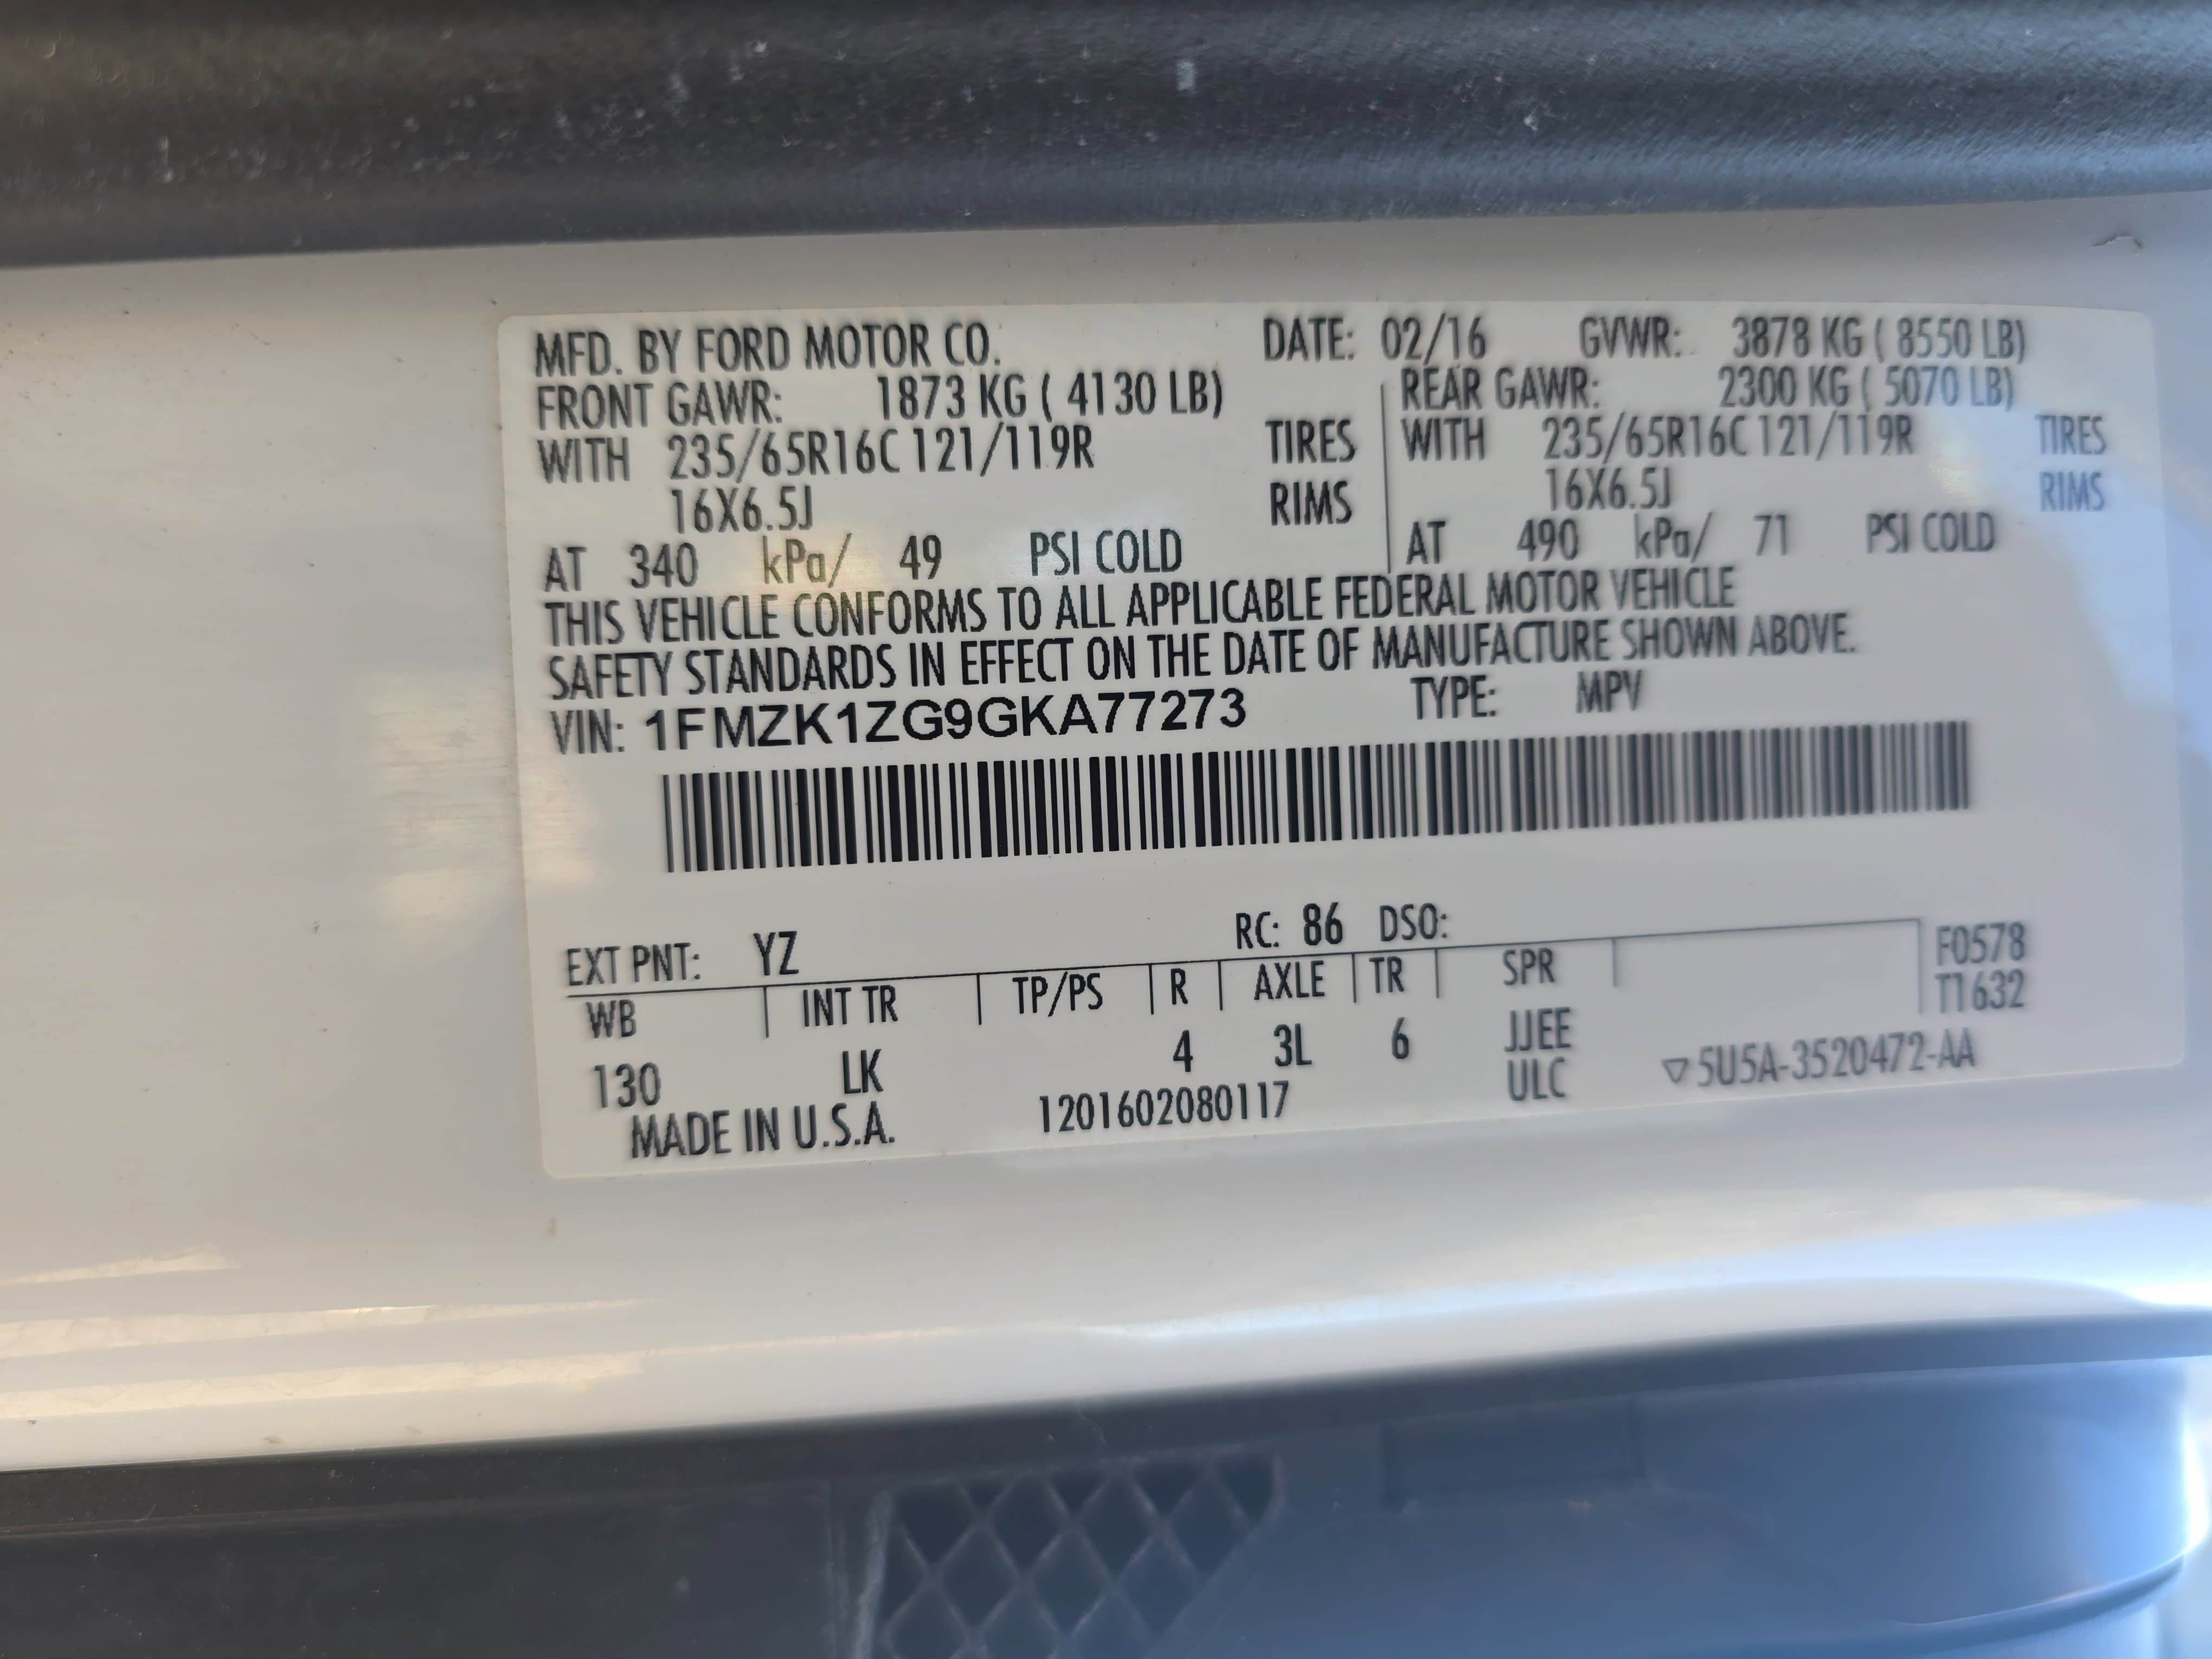 MFD. BY FORD MOTOR CO. DATE: 02/16 GVWR: 3878 KG ( 8550 LB)
FRONT GAWR: 1873 KG ( 4130 LB) REAR GAWR: 2300 KG ( 5070 LB)
WITH 235/65R16C 121/119R TIRES WITH 235/65R16C 121/119R TIRES
16X6.5J RIMS 16X6.5J RIMS
AT 340 kPa/ 49 PSI COLD AT 490 kPa/ 71 PSI COLD
THIS VEHICLE CONFORMS TO ALL APPLICABLE FEDERAL MOTOR VEHICLE
SAFETY STANDARDS IN EFFECT ON THE DATE OF MANUFACTURE SHOWN ABOVE.
VIN: 1FMZK1ZG9GKA77273 TYPE: MPV
EXT PNT: YZ RC: 86 DSO: F0578
WB INT TR TP/PS R AXLE TR SPR T1632
130 LK 4 3L 6 JJEE
ULC ▽5U5A-3520472-AA
MADE IN U.S.A. 1201602080117